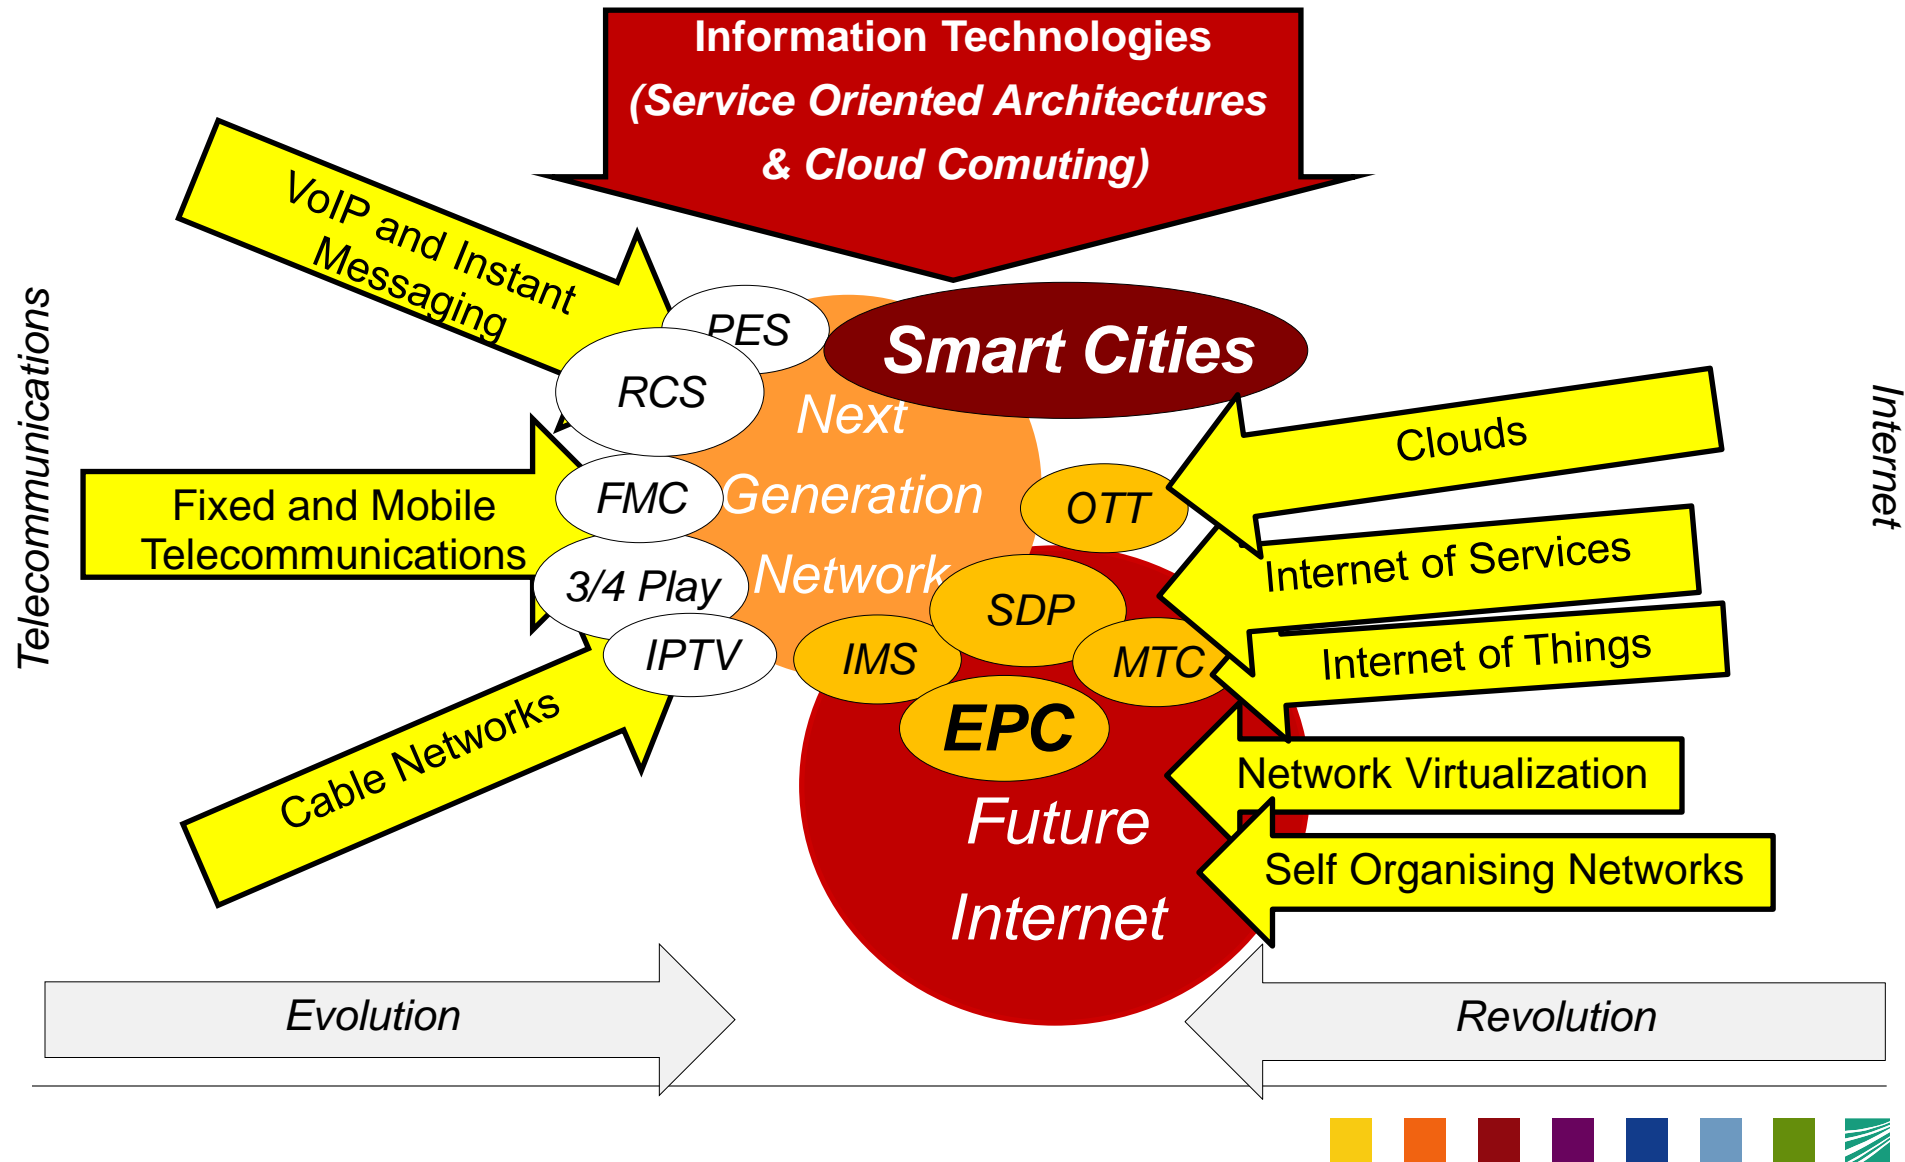 Information Technologies
(Service Oriented Architectures
& Cloud Comuting)
Telecommunications
VoIP and Instant
Messaging
PES
RCS
Smart Cities
Next
Generation
Network
Fixed and Mobile
Telecommunications
FMC
3/4 Play
IPTV
Cable Networks
OTT
SDP
IMS
MTC
EPC
Future
Internet
Clouds
Internet of Services
Internet of Things
Network Virtualization
Self Organising Networks
Internet
Evolution
Revolution